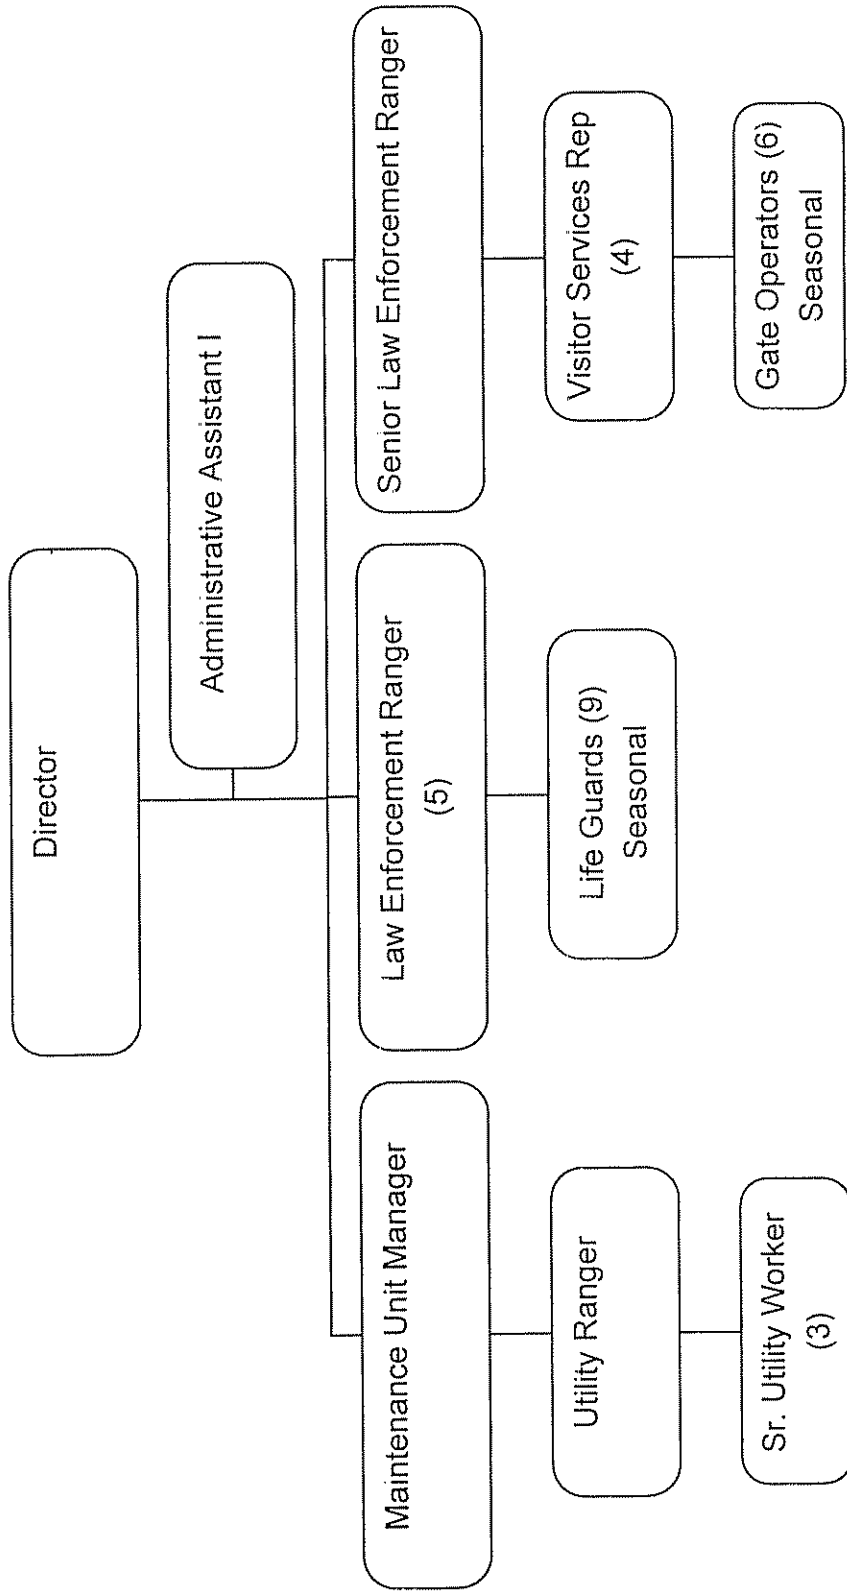 Director
Administrative Assistant I
Maintenance Unit Manager
Law Enforcement Ranger
(5)
Senior Law Enforcement Ranger
Utility Ranger
Life Guards (9)
Seasonal
Visitor Services Rep
(4)
Sr. Utility Worker
(3)
Gate Operators (6)
Seasonal